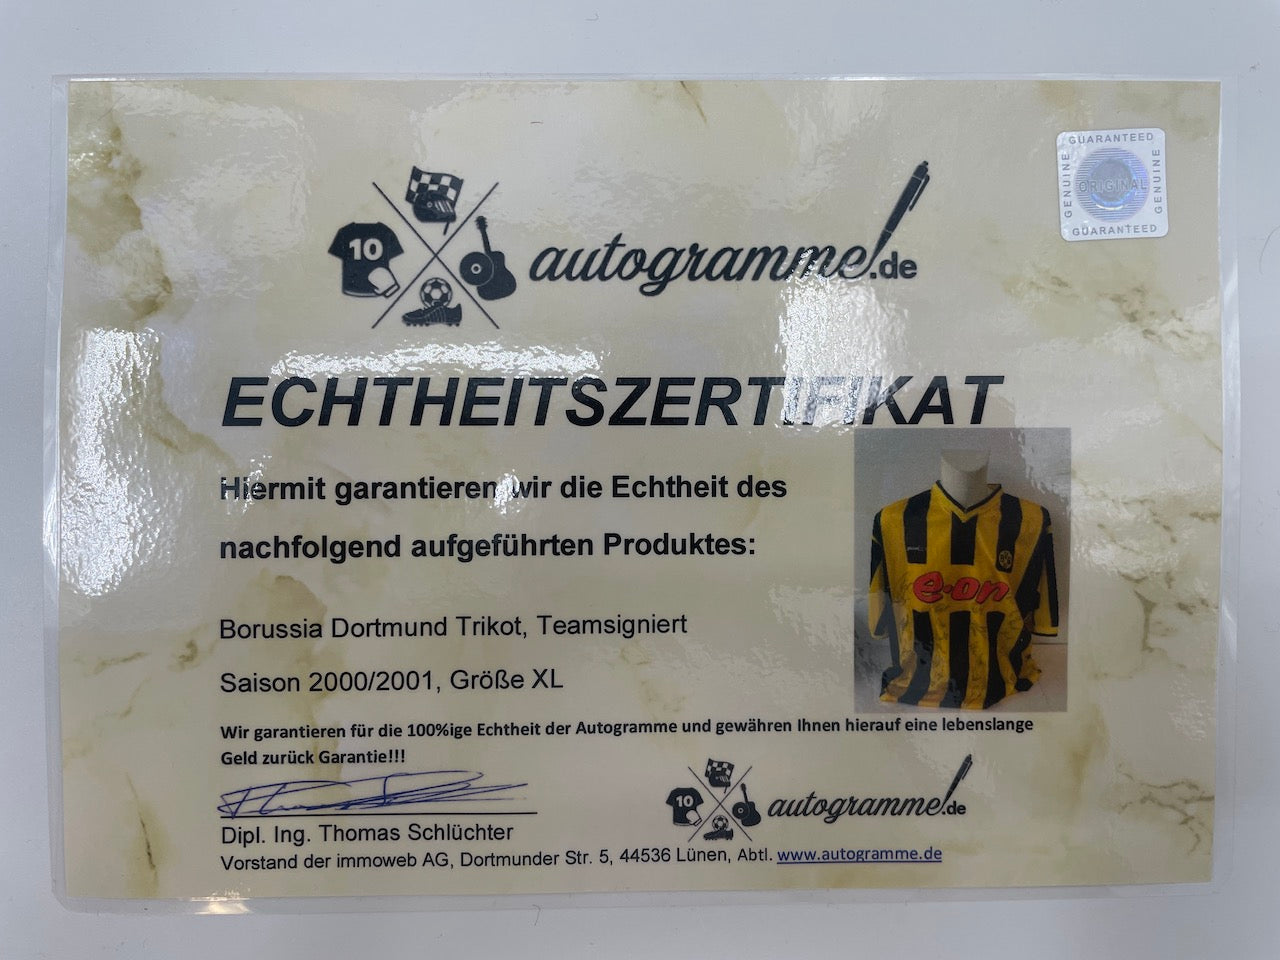 GUARANTEED
GENUINE
ORIGINAL
GENUINE
GUARANTEED
10
autogramme.de
ECHTHEITSZERTIFIKAT
Hiermit garantieren wir die Echtheit des
nachfolgend aufgeführten Produktes:
e·on
Borussia Dortmund Trikot, Teamsigniert
Saison 2000/2001, Größe XL
Wir garantieren für die 100%ige Echtheit der Autogramme und gewähren Ihnen hierauf eine lebenslange
Geld zurück Garantie!!!
10
autogramme.de
Dipl. Ing. Thomas Schlüchter
Vorstand der immoweb AG, Dortmunder Str. 5, 44536 Lünen, Abtl. www.autogramme.de